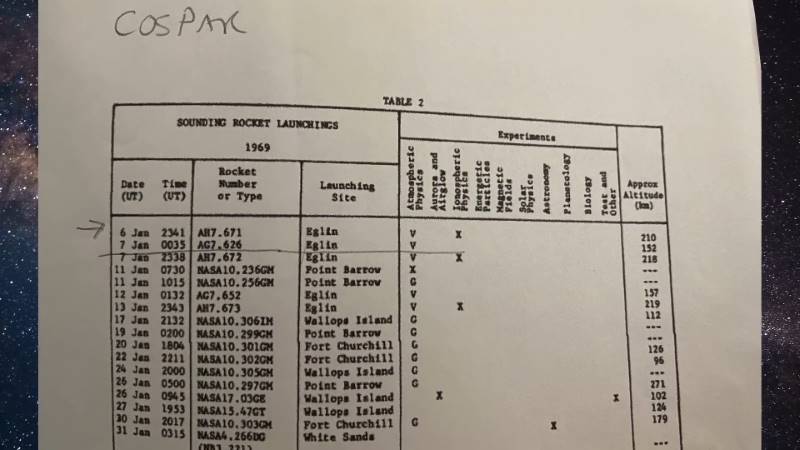 COSPAR
TABLE 2
SOUNDING ROCKET LAUNCHINGS
1969
Experiments
Date (UT) Time (UT) Rocket Number or Type Launching Site Atmospheric Physics Aurora and Airglow Ionospheric Physics Energetic Particles Magnetic Fields Solar Physics Astronomy Planetology Biology Test and Other Approx Altitude (km)
6 Jan 2341 AH7.671 Eglin V X 210
7 Jan 0035 AG7.626 Eglin V 152
7 Jan 2338 AH7.672 Eglin V X 218
11 Jan 0730 NASA10.236GM Point Barrow X ---
11 Jan 1015 NASA10.256GM Point Barrow G ---
12 Jan 0132 AG7.652 Eglin V 157
13 Jan 2343 AH7.673 Eglin V X 219
17 Jan 2132 NASA10.306IM Wallops Island G 112
19 Jan 0200 NASA10.299GM Point Barrow G ---
20 Jan 1804 NASA10.301GM Fort Churchill G ---
22 Jan 2211 NASA10.302GM Fort Churchill G 126
24 Jan 2000 NASA10.305GM Wallops Island G 96
26 Jan 0500 NASA10.297GM Point Barrow G ---
26 Jan 0945 NASA17.03GE Wallops Island X X 271
27 Jan 1953 NASA15.47GT Wallops Island 102
30 Jan 2017 NASA10.303GM Fort Churchill G 124
31 Jan 0315 NASA4.266DG White Sands X 179
---